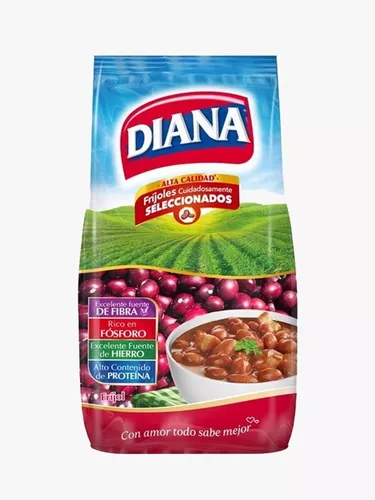 DIANA
ALTA CALIDAD
Fríjoles Cuidadosamente
SELECCIONADOS
Excelente fuente
DE FIBRA
Rico en
FÓSFORO
Excelente Fuente
de HIERRO
Alto Contenido
de PROTEÍNA
Fríjol
Con amor todo sabe mejor